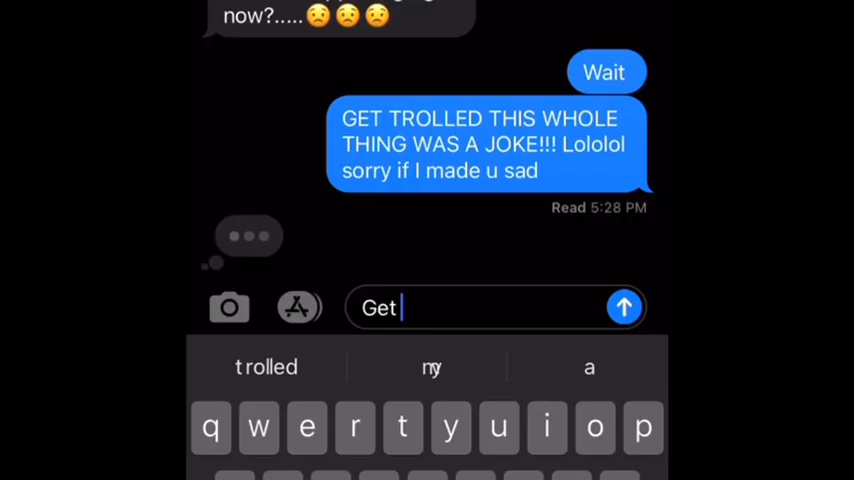 now?.....😟😟😟
Wait
GET TROLLED THIS WHOLE
THING WAS A JOKE!!! Lololol
sorry if I made u sad
Read 5:28 PM
Get
trolled
a
q w e r t y u i o p